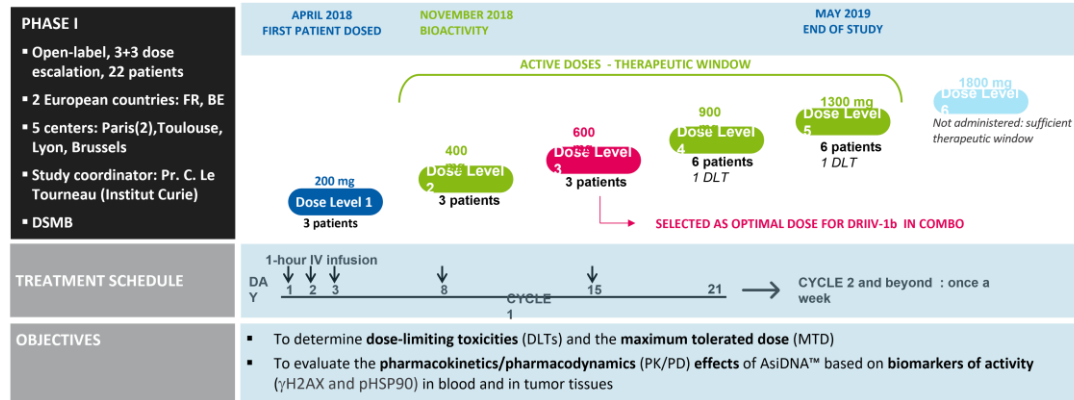 PHASE I
▪ Open-label, 3+3 dose
escalation, 22 patients
▪ 2 European countries: FR, BE
▪ 5 centers: Paris(2),Toulouse,
Lyon, Brussels
▪ Study coordinator: Pr. C. Le
Tourneau (Institut Curie)
▪ DSMB
APRIL 2018
FIRST PATIENT DOSED
NOVEMBER 2018
BIOACTIVITY
MAY 2019
END OF STUDY
ACTIVE DOSES - THERAPEUTIC WINDOW
200 mg
Dose Level 1
3 patients
400
Dose Level
2
3 patients
600
Dose Level
3
3 patients
900
Dose Level
4
6 patients
1 DLT
1300 mg
Dose Level
5
6 patients
1 DLT
1800 mg
Dose Level
6
Not administered: sufficient
therapeutic window
SELECTED AS OPTIMAL DOSE FOR DRIIV-1b IN COMBO
TREATMENT SCHEDULE
1-hour IV infusion
DA
Y
1 2 3 8 15 21
CYCLE
1
CYCLE 2 and beyond : once a
week
OBJECTIVES
▪ To determine dose-limiting toxicities (DLTs) and the maximum tolerated dose (MTD)
▪ To evaluate the pharmacokinetics/pharmacodynamics (PK/PD) effects of AsiDNA™ based on biomarkers of activity
(γH2AX and pHSP90) in blood and in tumor tissues